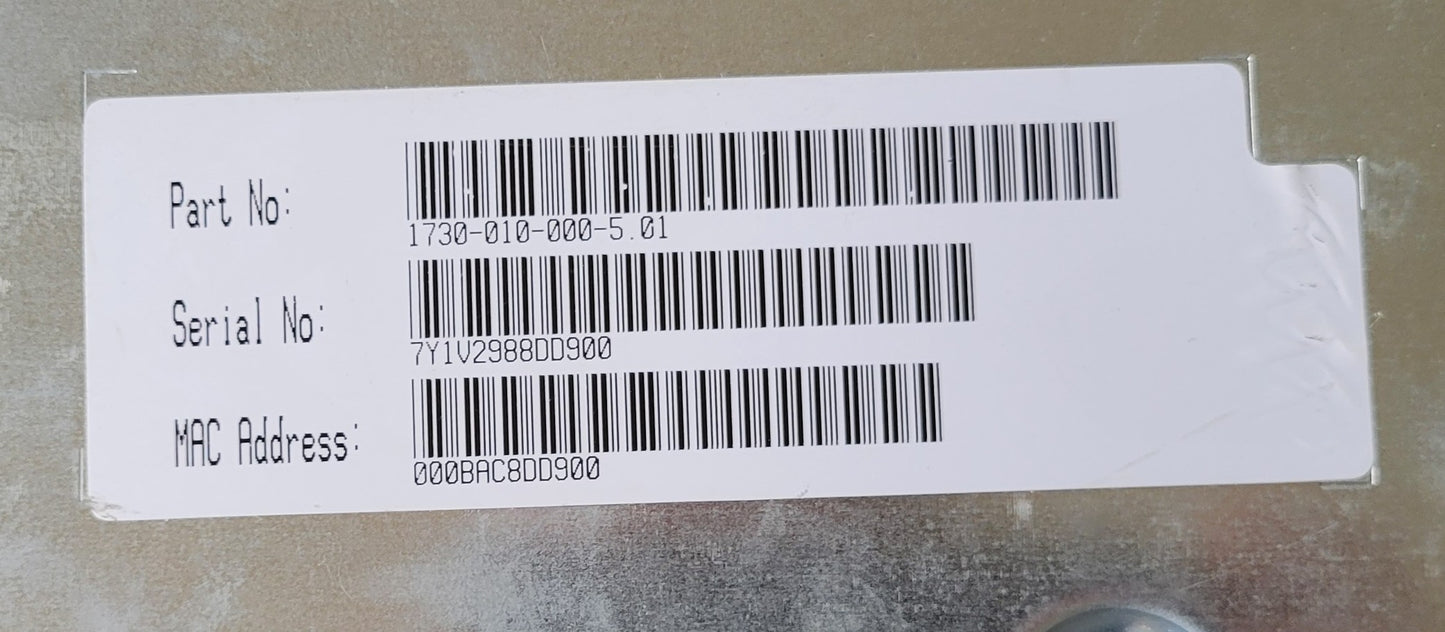 Part No:
1730-010-000-5.01
Serial No:
7Y1V2988DD900
MAC Address:
000BAC8DD900